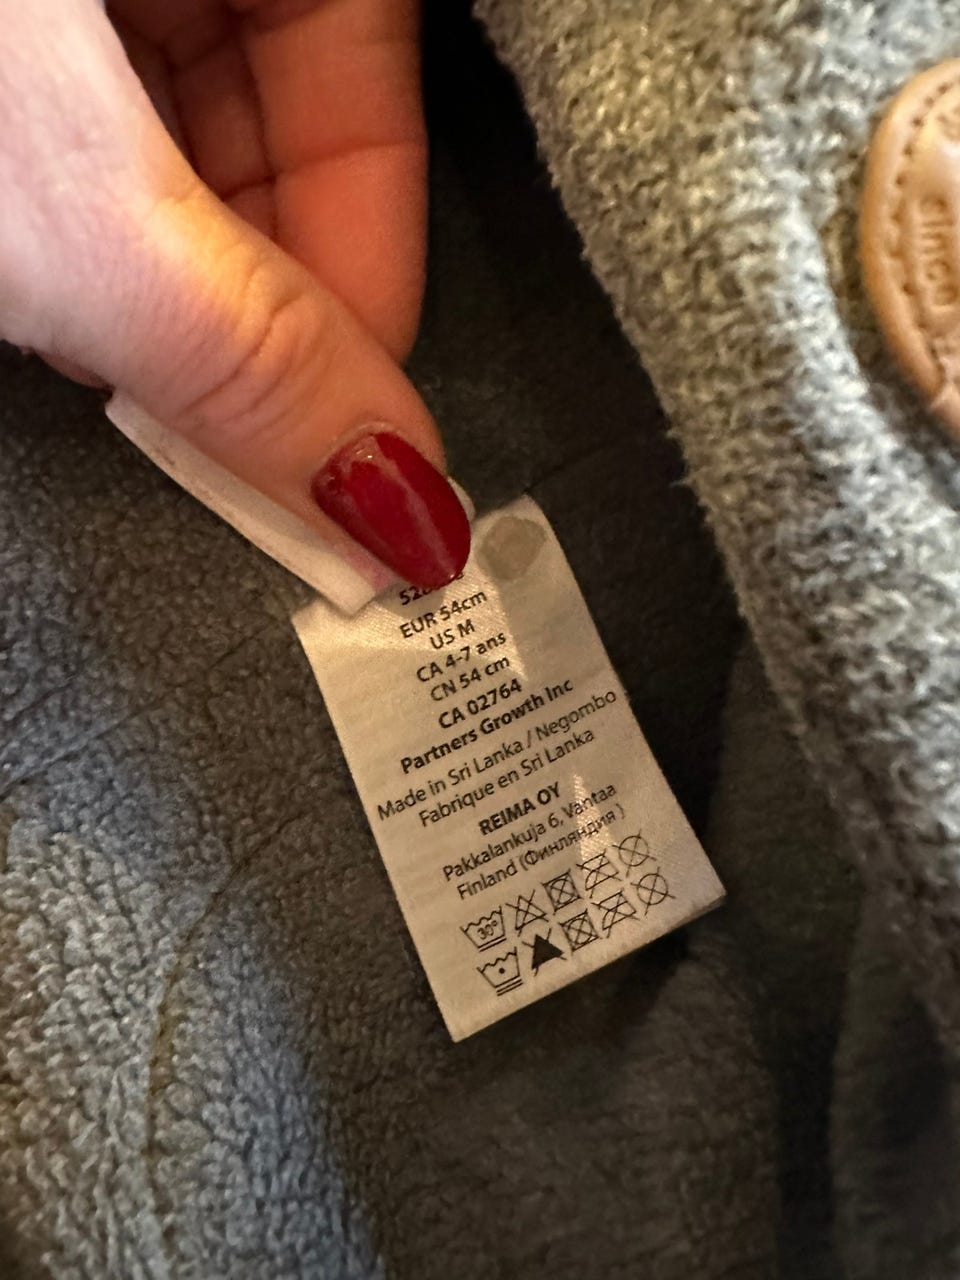 EUR 54cm
US M
CA 4-7 ans
CN 54 cm
CA 02764
Partners Growth Inc
Made in Sri Lanka / Negombo
Fabrique en Sri Lanka
REIMA OY
Pakkalankuja 6, Vantaa
Finland (Финляндия )
30°